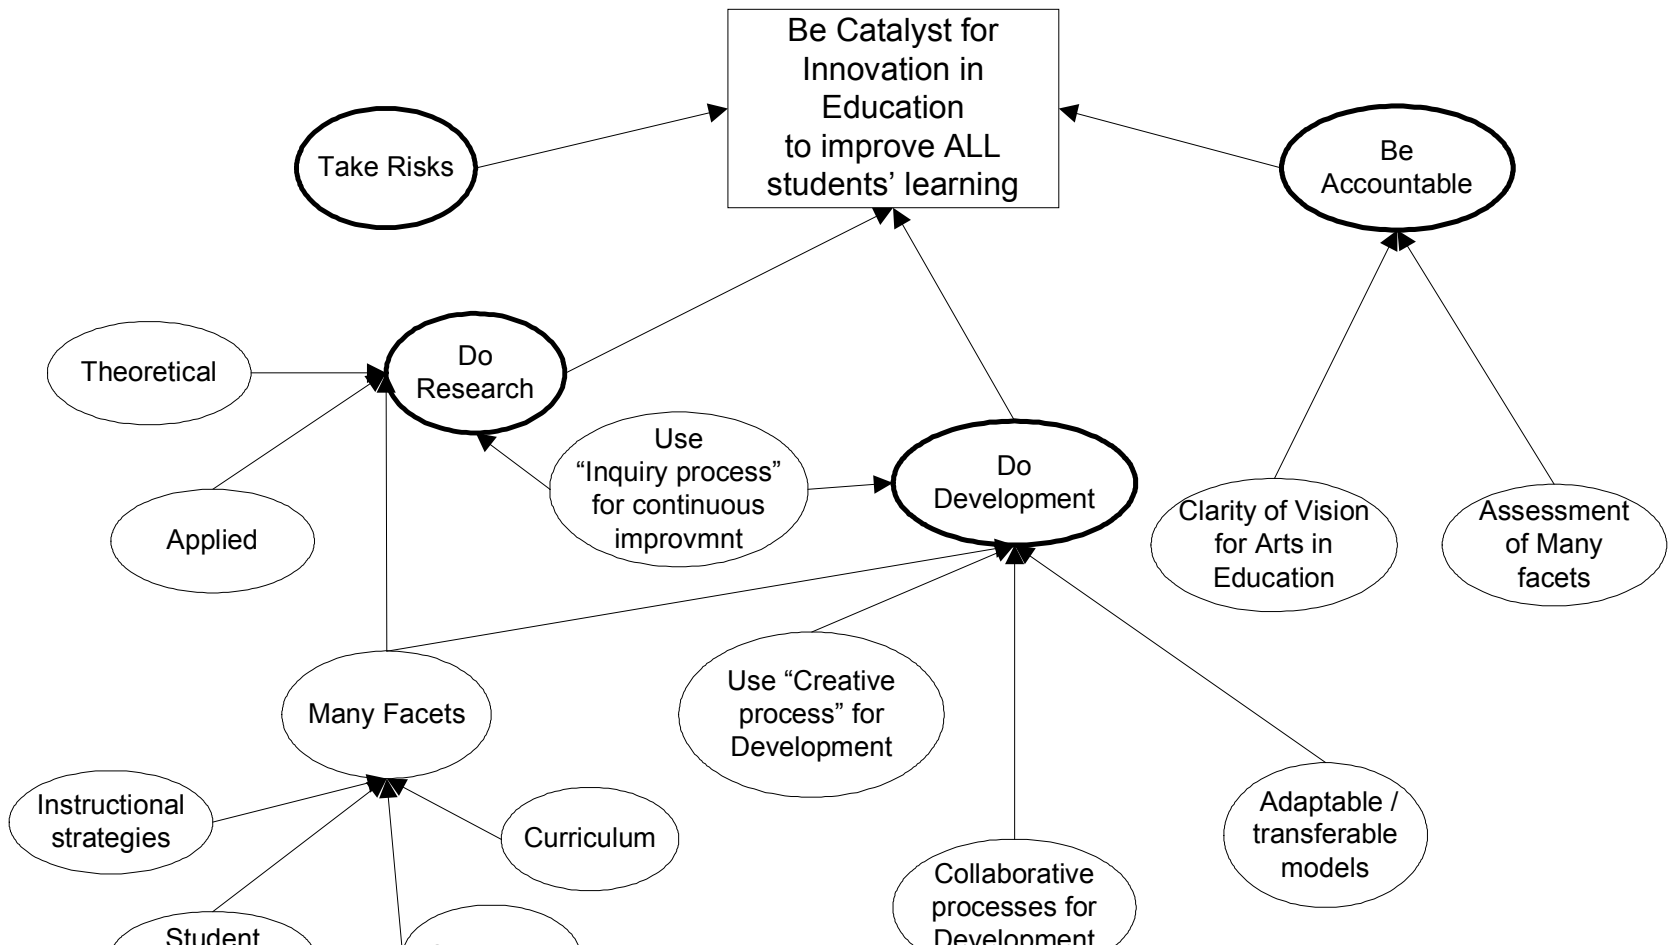 Be Catalyst for
Innovation in
Education
to improve ALL
students’ learning
Take Risks
Be
Accountable
Theoretical
Do
Research
Use
“Inquiry process”
for continuous
improvmnt
Do
Development
Applied
Clarity of Vision
for Arts in
Education
Assessment
of Many
facets
Many Facets
Use “Creative
process” for
Development
Instructional
strategies
Curriculum
Adaptable /
transferable
models
Collaborative
processes for
Development
Student